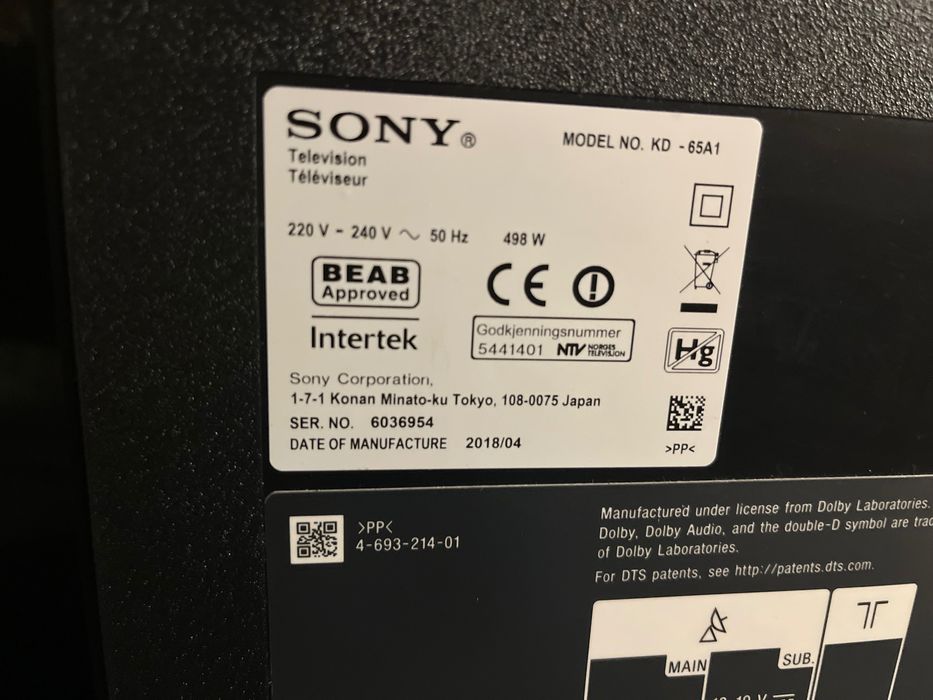 SONY®
MODEL NO. KD - 65A1
Television
Téléviseur
220 V - 240 V ~ 50 Hz 498 W
BEAB
Approved
Intertek
CE
Godkjenningsnummer
5441401 NTV NORGES TELEVISION
Hg
Sony Corporation,
1-7-1 Konan Minato-ku Tokyo, 108-0075 Japan
SER. NO. 6036954
DATE OF MANUFACTURE 2018/04
>PP<
>PP<
4-693-214-01
Manufactured under license from Dolby Laboratories.
Dolby, Dolby Audio, and the double-D symbol are
of Dolby Laboratories.
For DTS patents, see http://patents.dts.com.
MAIN
SUB.